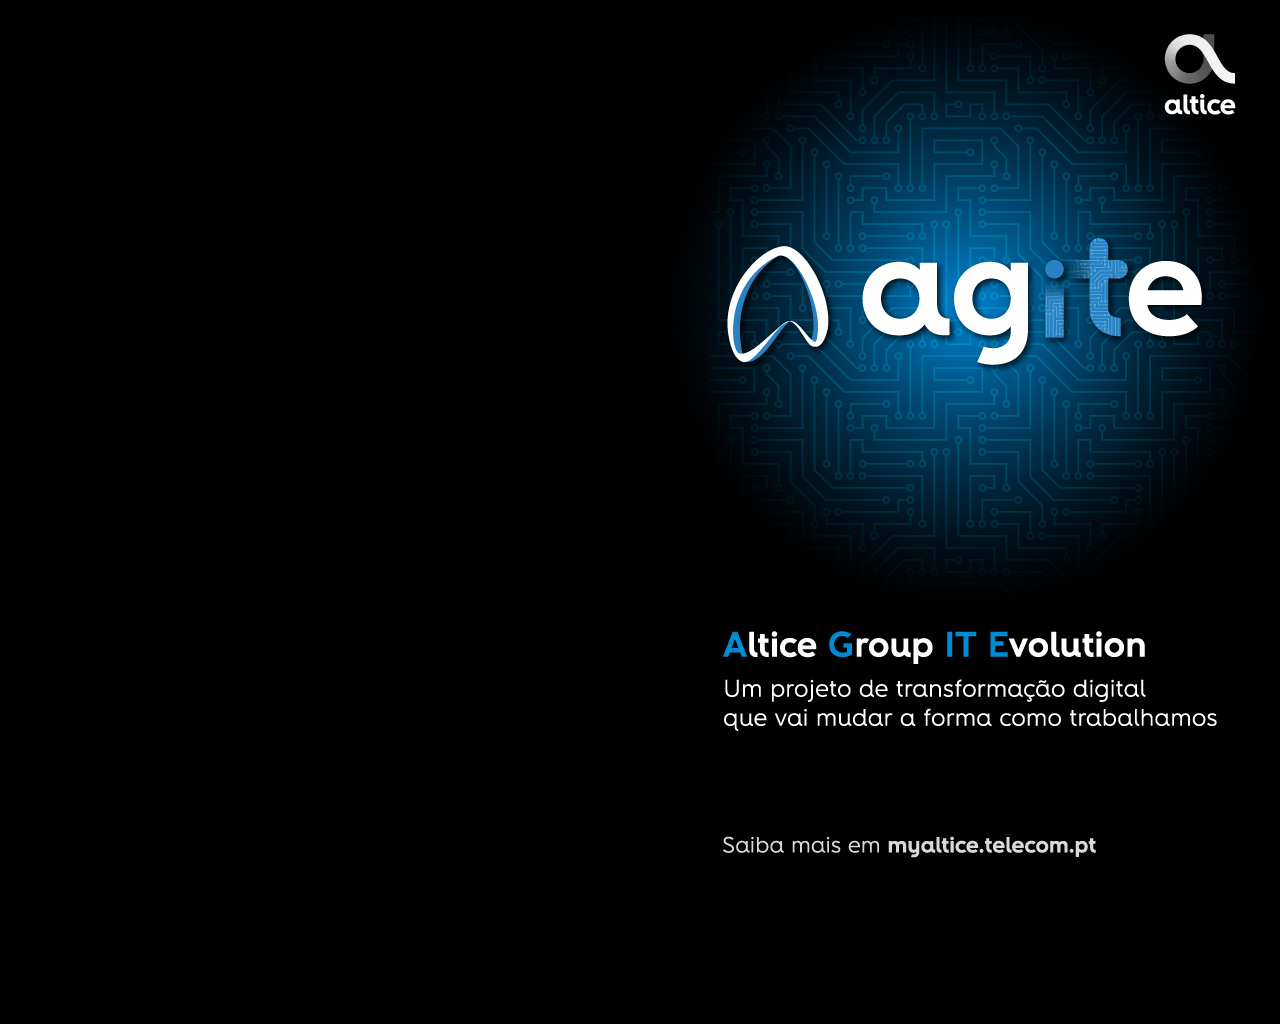 altice
agite
Altice Group IT Evolution
Um projeto de transformação digital
que vai mudar a forma como trabalhamos
Saiba mais em myaltice.telecom.pt